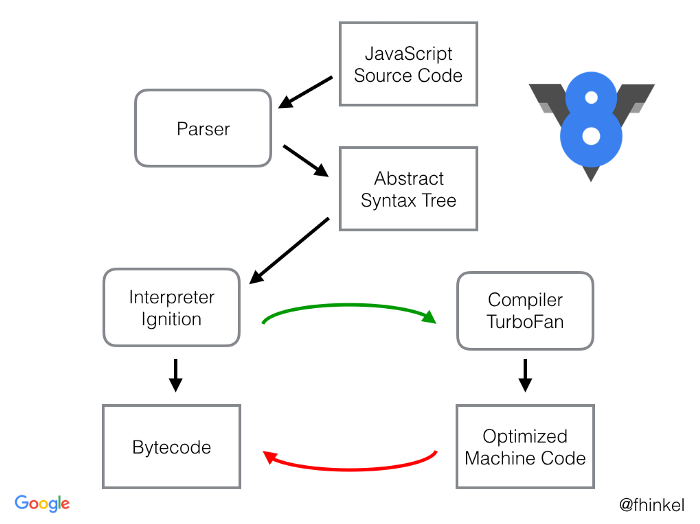 JavaScript
Source Code
Parser
Abstract
Syntax Tree
Interpreter
Ignition
Compiler
TurboFan
Bytecode
Optimized
Machine Code
Google
@fhinkel